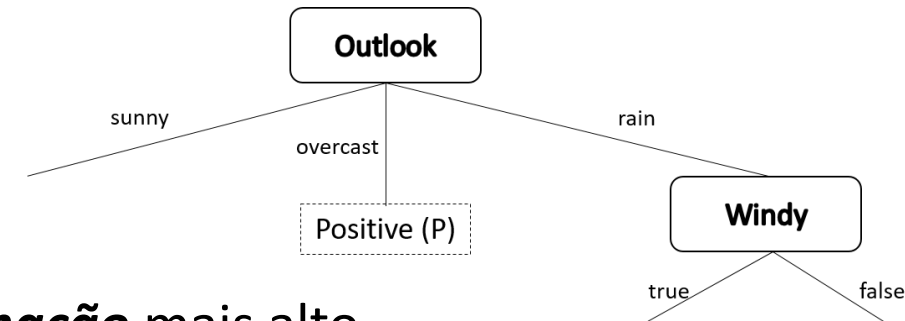 Outlook
sunny
overcast
rain
Positive (P)
Windy
true
false
mais alto